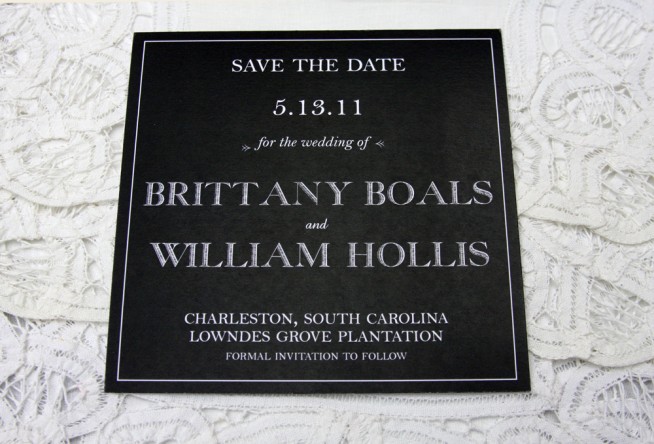 SAVE THE DATE
5.13.11
for the wedding of
BRITTANY BOALS
and
WILLIAM HOLLIS
CHARLESTON, SOUTH CAROLINA
LOWNDES GROVE PLANTATION
FORMAL INVITATION TO FOLLOW